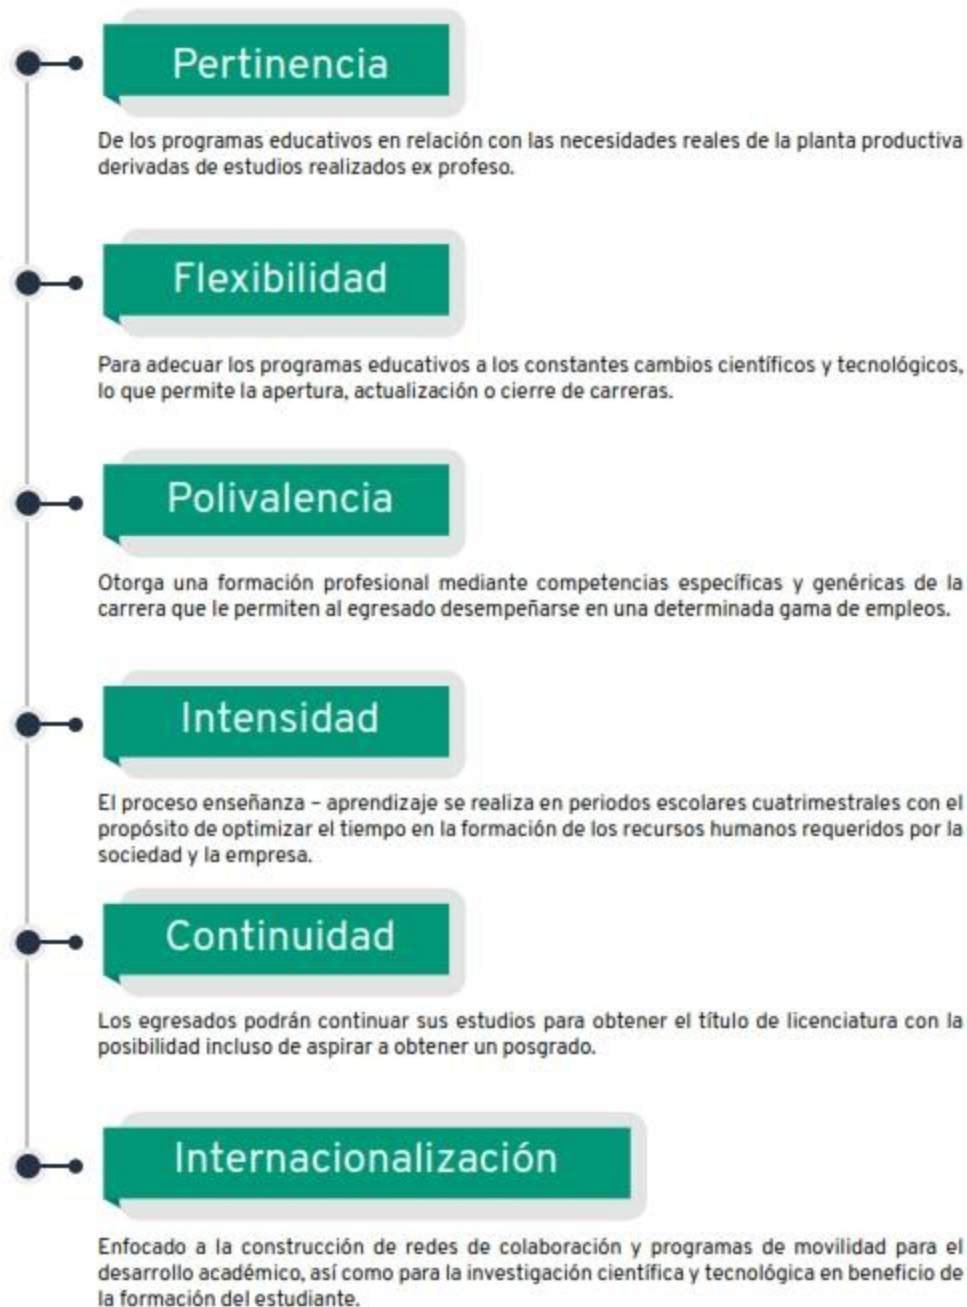 Pertinencia
De los programas educativos en relación con las necesidades reales de la planta productiva
derivadas de estudios realizados ex profeso.
Flexibilidad
Para adecuar los programas educativos a los constantes cambios científicos y tecnológicos,
lo que permite la apertura, actualización o cierre de carreras.
Polivalencia
Otorga una formación profesional mediante competencias específicas y genéricas de la
carrera que le permiten al egresado desempeñarse en una determinada gama de empleos.
Intensidad
El proceso enseñanza – aprendizaje se realiza en periodos escolares cuatrimestrales con el
propósito de optimizar el tiempo en la formación de los recursos humanos requeridos por la
sociedad y la empresa.
Continuidad
Los egresados podrán continuar sus estudios para obtener el título de licenciatura con la
posibilidad incluso de aspirar a obtener un posgrado.
Internacionalización
Enfocado a la construcción de redes de colaboración y programas de movilidad para el
desarrollo académico, así como para la investigación científica y tecnológica en beneficio de
la formación del estudiante.